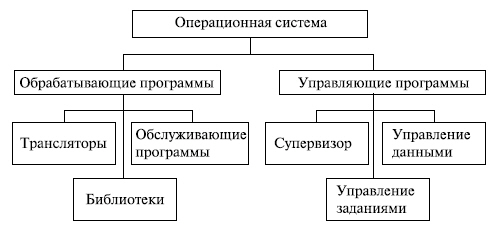 Операционная система
Обрабатывающие программы
Управляющие программы
Трансляторы
Обслуживающие
программы
Супервизор
Управление
данными
Библиотеки
Управление
заданиями